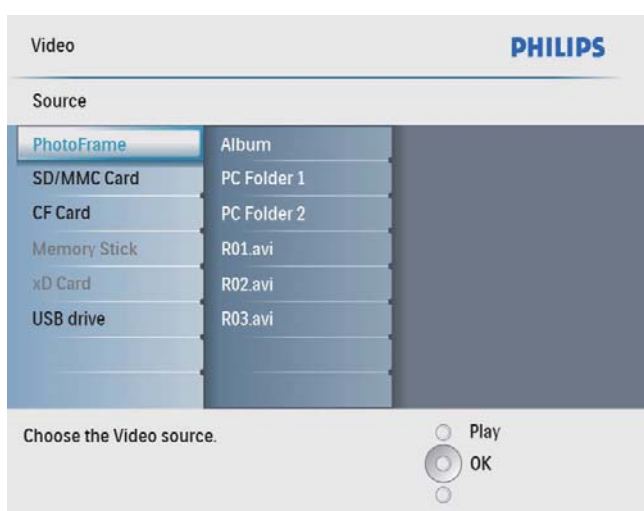 Video
PHILIPS
Source
PhotoFrame
SD/MMC Card
CF Card
Memory Stick
xD Card
USB drive
Album
PC Folder 1
PC Folder 2
R01.avi
R02.avi
R03.avi
Choose the Video source.
Play
OK